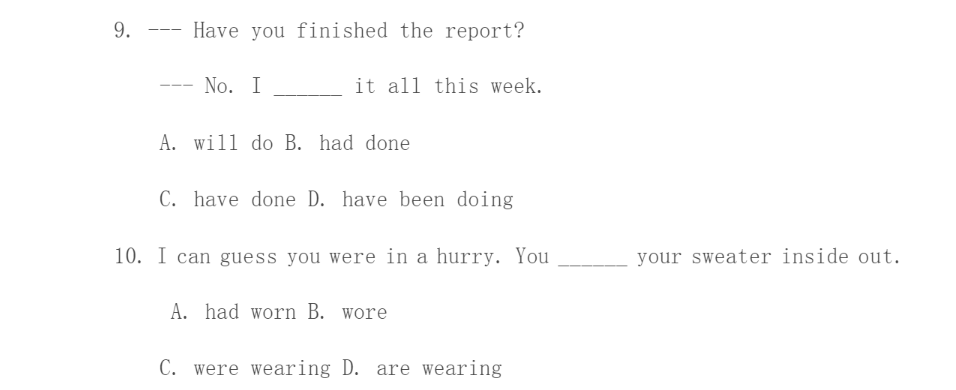 9. --- Have you finished the report?
--- No. I ______ it all this week.
A. will do B. had done
C. have done D. have been doing
10. I can guess you were in a hurry. You ______ your sweater inside out.
A. had worn B. wore
C. were wearing D. are wearing